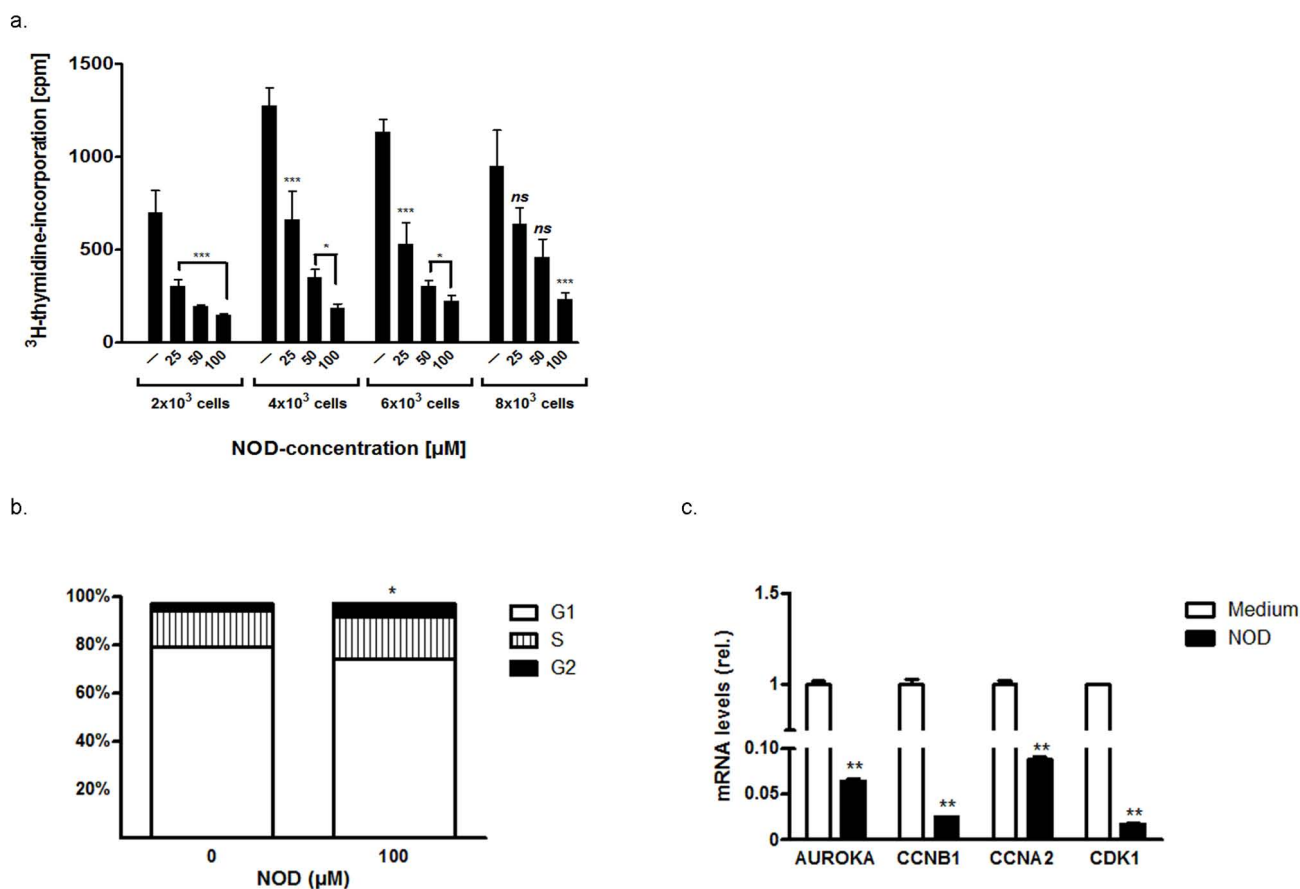 a.
³H-thymidine-incorporation [cpm]
1500
1000
500
0
***
***
*
***
*
ns
ns
***
– 25 50 100 – 25 50 100 – 25 50 100 – 25 50 100
2x10³ cells 4x10³ cells 6x10³ cells 8x10³ cells
NOD-concentration [µM]
b.
100%
80%
60%
40%
20%
*
G1
S
G2
0 100
NOD (µM)
c.
mRNA levels (rel.)
1.5
1
0.10
0.05
0
Medium
NOD
**
**
**
**
AUROKA CCNB1 CCNA2 CDK1